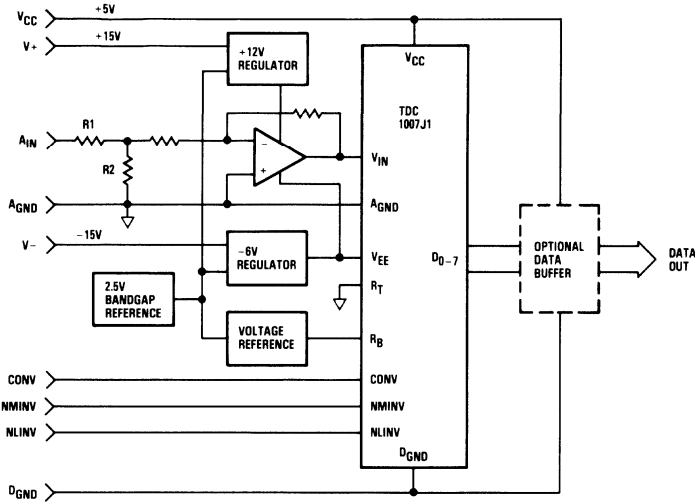 VCC +5V
V+ +15V
+12V
REGULATOR
VCC
TDC
1007J1
R1
AIN
R2
−
+
VIN
AGND
AGND
V− −15V
−6V
REGULATOR
VEE
D0−7
OPTIONAL
DATA
BUFFER
DATA
OUT
2.5V
BANDGAP
REFERENCE
RT
VOLTAGE
REFERENCE
RB
CONV
CONV
NMINV
NMINV
NLINV
NLINV
DGND
DGND